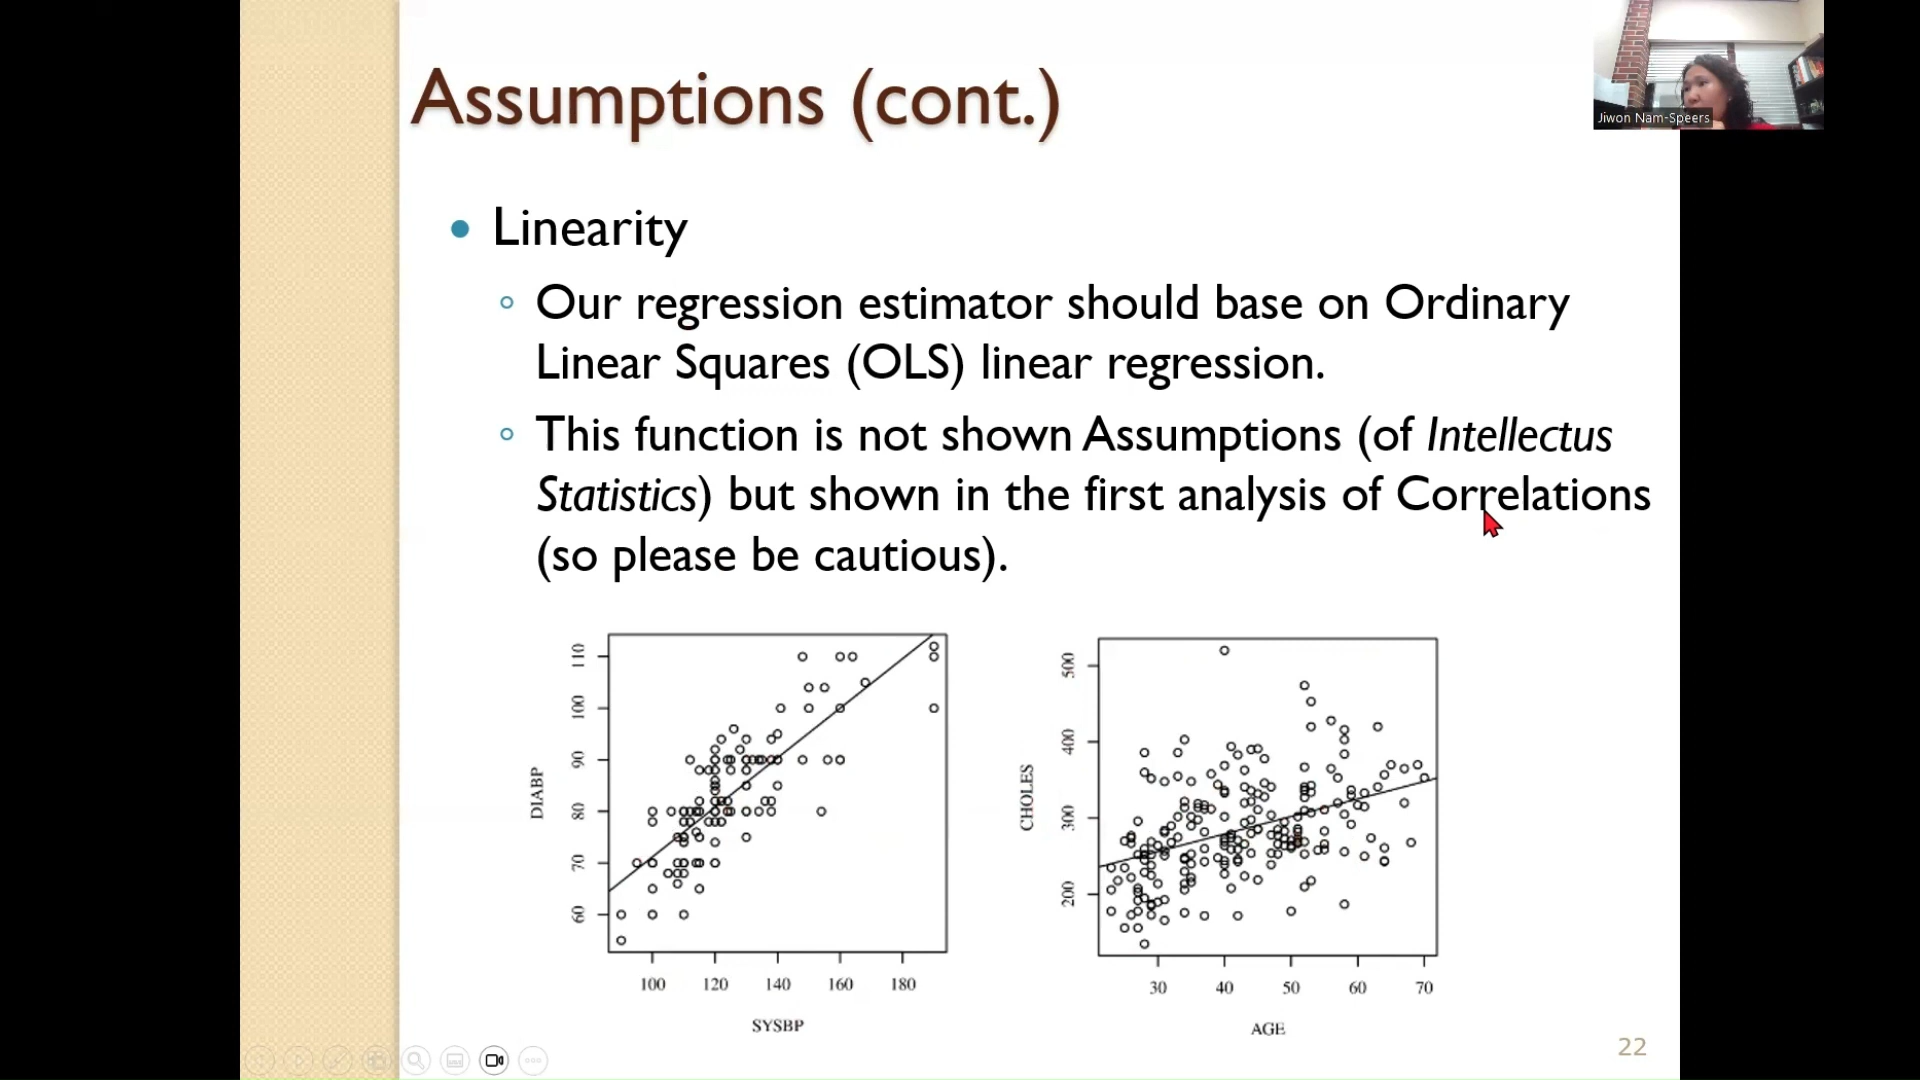 Assumptions (cont.)
Jiwon Nam-Speers
Linearity
Our regression estimator should base on Ordinary
Linear Squares (OLS) linear regression.
This function is not shown Assumptions (of Intellectus
Statistics) but shown in the first analysis of Correlations
(so please be cautious).
110
100
90
80
70
60
DIABP
100 120 140 160 180
SYSBP
500
400
300
200
CHOLES
30 40 50 60 70
AGE
22